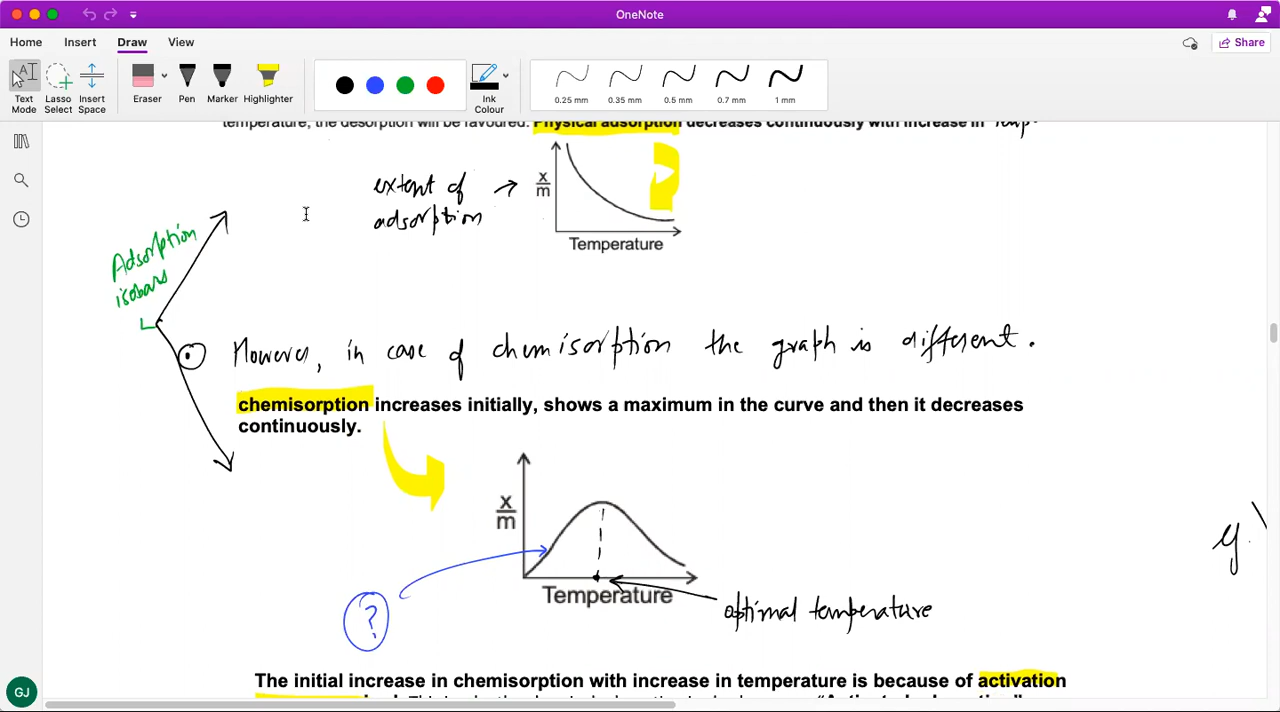 OneNote
Home Insert Draw View
Share
Text Mode
Lasso Select
Insert Space
Eraser
Pen
Marker
Highlighter
Ink Colour
0.25 mm 0.35 mm 0.5 mm 0.7 mm 1 mm
temperature, the desorption will be favoured. Physical adsorption decreases continuously with increase in temp.
extent of
adsorption
x
m
Temperature
Adsorption
isobars
However, in case of chemisorption the graph is different.
chemisorption increases initially, shows a maximum in the curve and then it decreases
continuously.
x
m
Temperature
?
optimal temperature
The initial increase in chemisorption with increase in temperature is because of activation
GJ